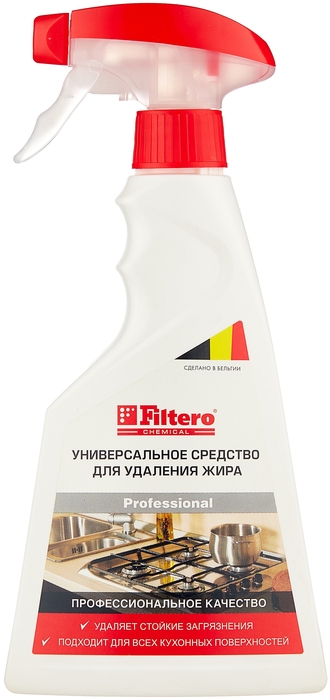 СДЕЛАНО В БЕЛЬГИИ
Filtero
CHEMICAL
УНИВЕРСАЛЬНОЕ СРЕДСТВО
ДЛЯ УДАЛЕНИЯ ЖИРА
Professional
ПРОФЕССИОНАЛЬНОЕ КАЧЕСТВО
УДАЛЯЕТ СТОЙКИЕ ЗАГРЯЗНЕНИЯ
ПОДХОДИТ ДЛЯ ВСЕХ КУХОННЫХ ПОВЕРХНОСТЕЙ